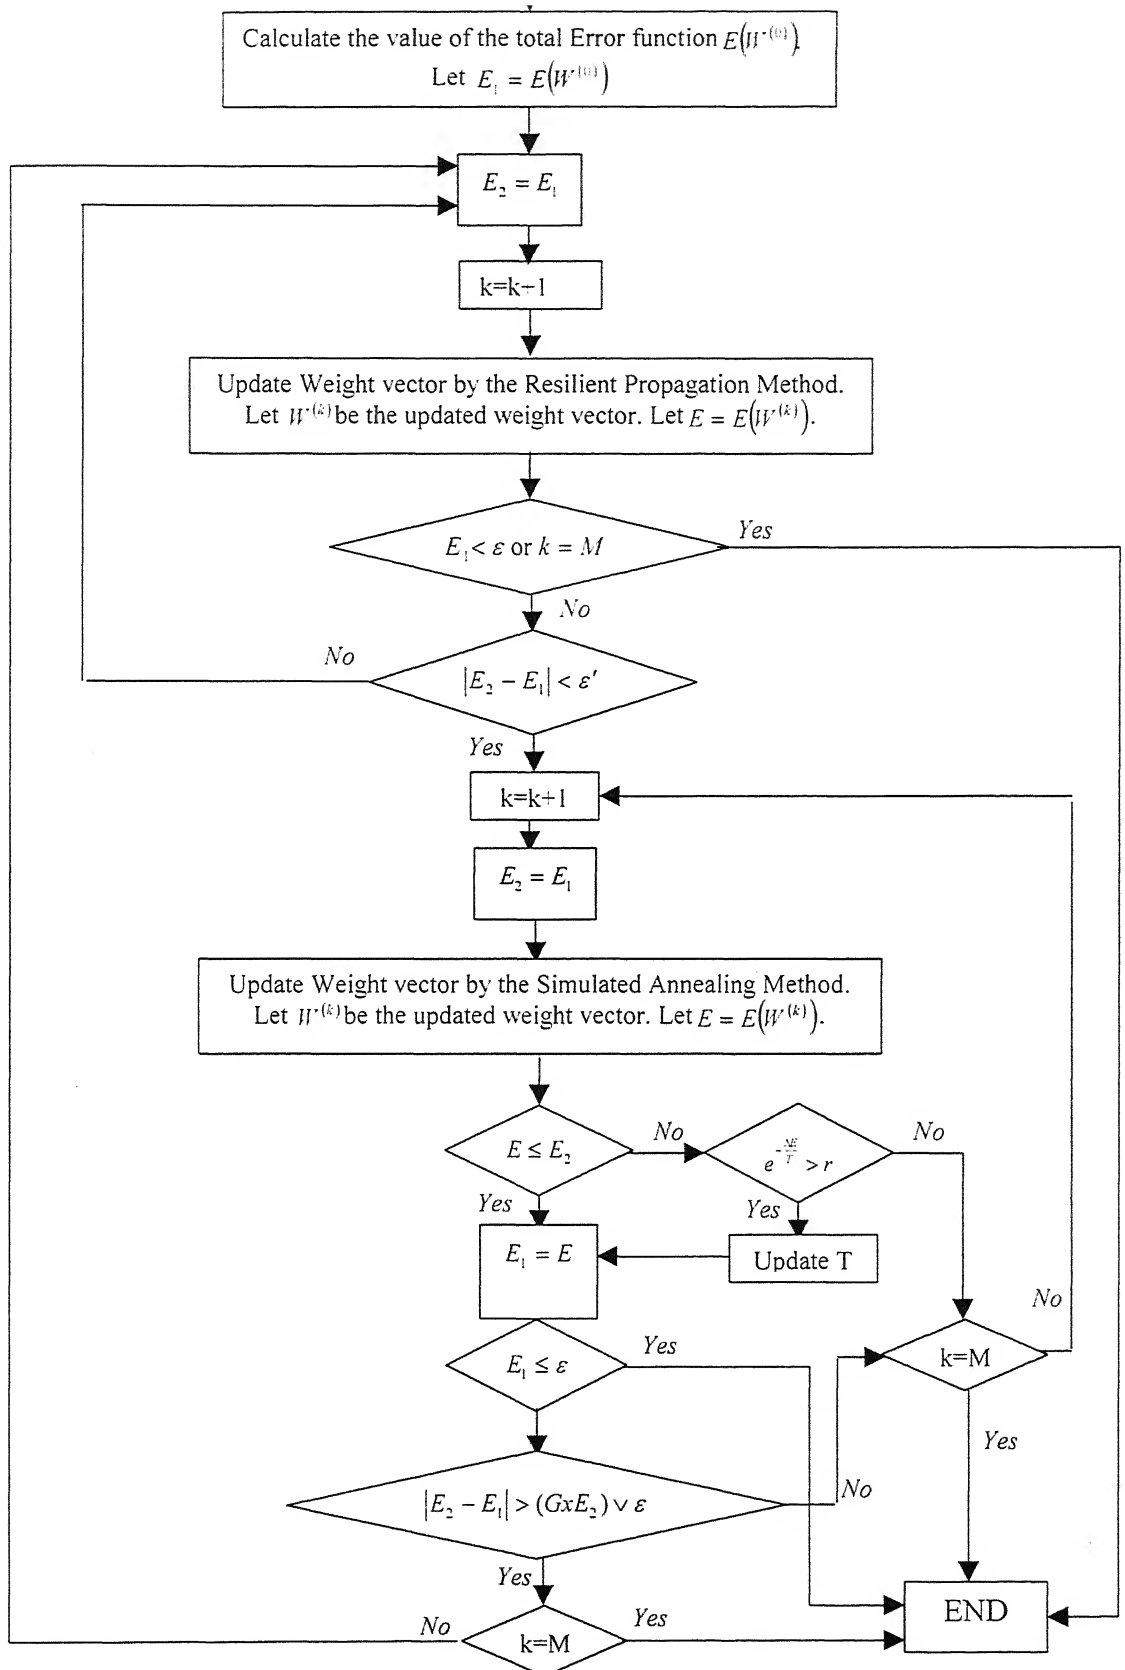 Calculate the value of the total Error function E(W⁽⁰⁾).
Let E₁ = E(W⁽⁰⁾)
E₂ = E₁
k=k+1
Update Weight vector by the Resilient Propagation Method.
Let W⁽ᵏ⁾ be the updated weight vector. Let E = E(W⁽ᵏ⁾).
E₁ < ε or k = M
Yes
No
|E₂ − E₁| < ε′
No
Yes
k=k+1
E₂ = E₁
Update Weight vector by the Simulated Annealing Method.
Let W⁽ᵏ⁾ be the updated weight vector. Let E = E(W⁽ᵏ⁾).
E ≤ E₂
No
e^(-ΔE/T) > r
No
Yes
Yes
E₁ = E
Update T
No
E₁ ≤ ε
Yes
k=M
Yes
|E₂ − E₁| > (GxE₂) ∨ ε
No
Yes
END
No
k=M
Yes